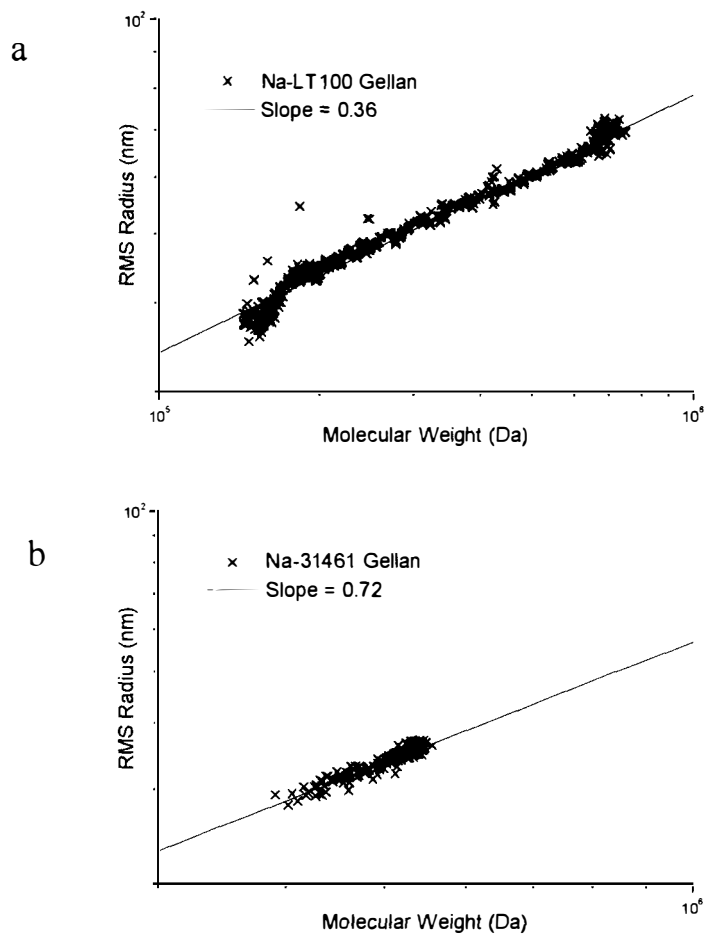 a
10²
Na-LT100 Gellan
Slope = 0.36
RMS Radius (nm)
10⁵
10⁶
Molecular Weight (Da)
b
10²
Na-31461 Gellan
Slope = 0.72
RMS Radius (nm)
10⁶
Molecular Weight (Da)